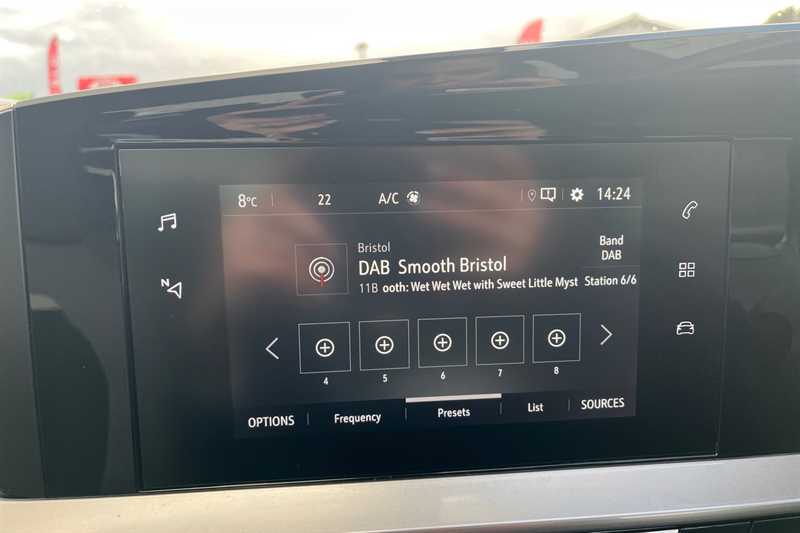 8°C 22 A/C 14:24
N
Bristol
DAB Smooth Bristol
11B ooth: Wet Wet Wet with Sweet Little Myst
Band
DAB
Station 6/6
4 5 6 7 8
OPTIONS Frequency Presets List SOURCES